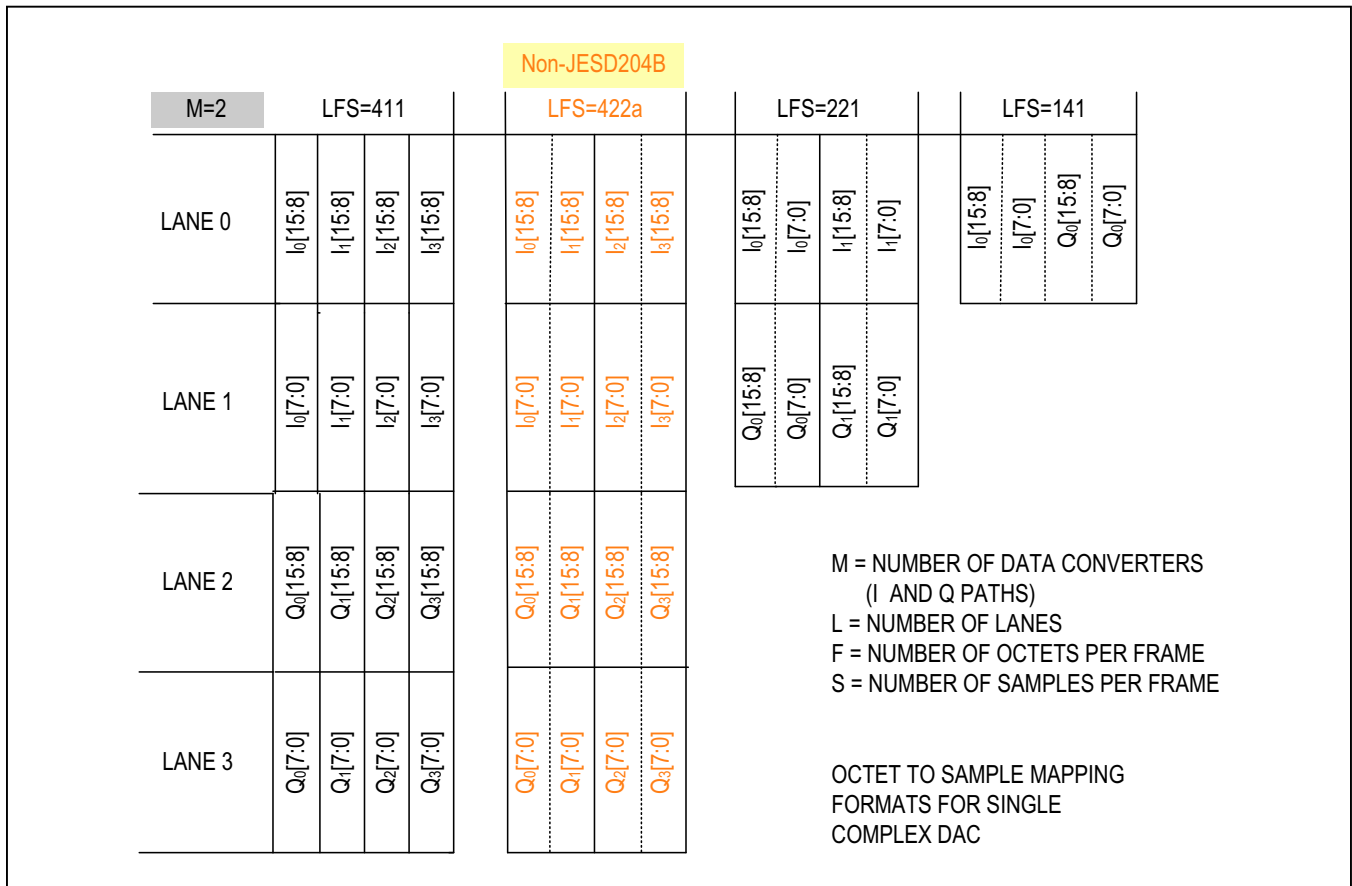 Non-JESD204B
M=2 LFS=411 LFS=422a LFS=221 LFS=141
LANE 0 I0[15:8] I1[15:8] I2[15:8] I3[15:8] I0[15:8] I1[15:8] I2[15:8] I3[15:8] I0[15:8] I0[7:0] I1[15:8] I1[7:0] I0[15:8] I0[7:0] Q0[15:8] Q0[7:0]
LANE 1 I0[7:0] I1[7:0] I2[7:0] I3[7:0] I0[7:0] I1[7:0] I2[7:0] I3[7:0] Q0[15:8] Q0[7:0] Q1[15:8] Q1[7:0]
LANE 2 Q0[15:8] Q1[15:8] Q2[15:8] Q3[15:8] Q0[15:8] Q1[15:8] Q2[15:8] Q3[15:8]
LANE 3 Q0[7:0] Q1[7:0] Q2[7:0] Q3[7:0] Q0[7:0] Q1[7:0] Q2[7:0] Q3[7:0]
M = NUMBER OF DATA CONVERTERS
(I AND Q PATHS)
L = NUMBER OF LANES
F = NUMBER OF OCTETS PER FRAME
S = NUMBER OF SAMPLES PER FRAME
OCTET TO SAMPLE MAPPING
FORMATS FOR SINGLE
COMPLEX DAC